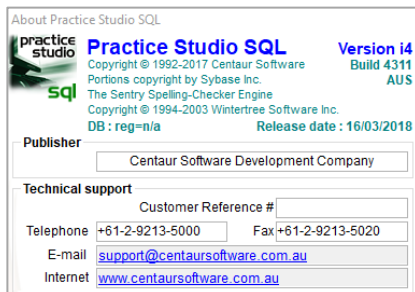 About Practice Studio SQL
practice
studio
sql
Practice Studio SQL Version i4
Copyright © 1992-2017 Centaur Software Build 4311
Portions copyright by Sybase Inc. AUS
The Sentry Spelling-Checker Engine
Copyright © 1994-2003 Wintertree Software Inc.
DB : reg=n/a Release date : 16/03/2018
Publisher
Centaur Software Development Company
Technical support
Customer Reference #
Telephone +61-2-9213-5000 Fax +61-2-9213-5020
E-mail support@centaursoftware.com.au
Internet www.centaursoftware.com.au